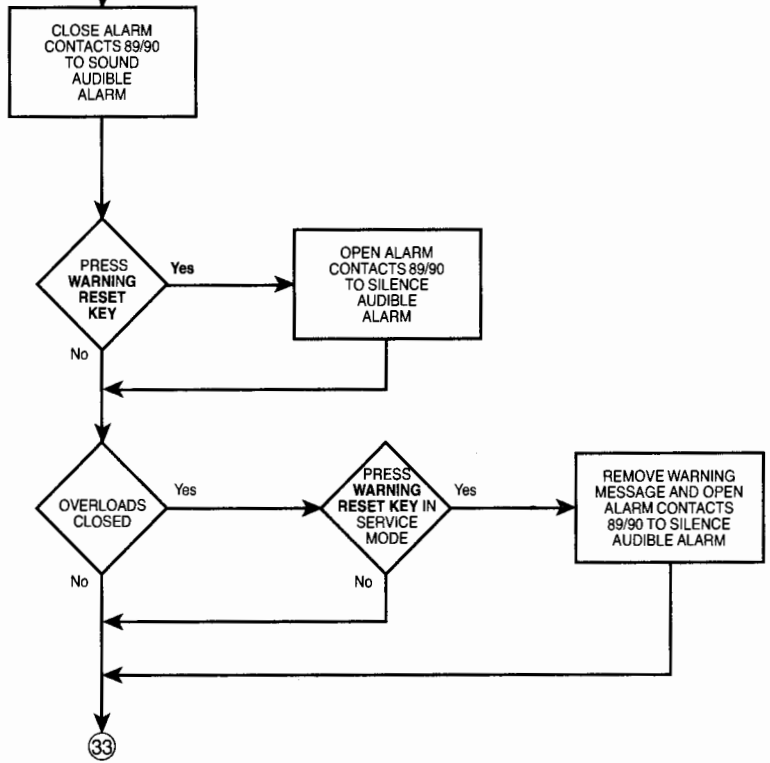 CLOSE ALARM
CONTACTS 89/90
TO SOUND
AUDIBLE
ALARM
PRESS
WARNING
RESET
KEY
Yes
No
OPEN ALARM
CONTACTS 89/90
TO SILENCE
AUDIBLE
ALARM
OVERLOADS
CLOSED
Yes
No
PRESS
WARNING
RESET KEY IN
SERVICE
MODE
Yes
No
REMOVE WARNING
MESSAGE AND OPEN
ALARM CONTACTS
89/90 TO SILENCE
AUDIBLE ALARM
33